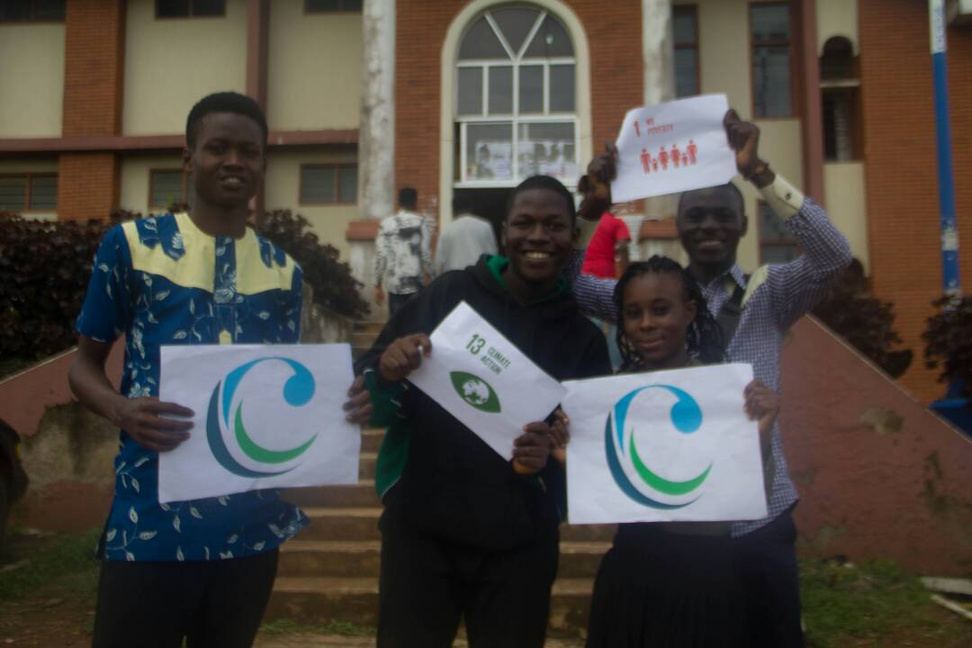 1 NO
POVERTY
13 CLIMATE
ACTION